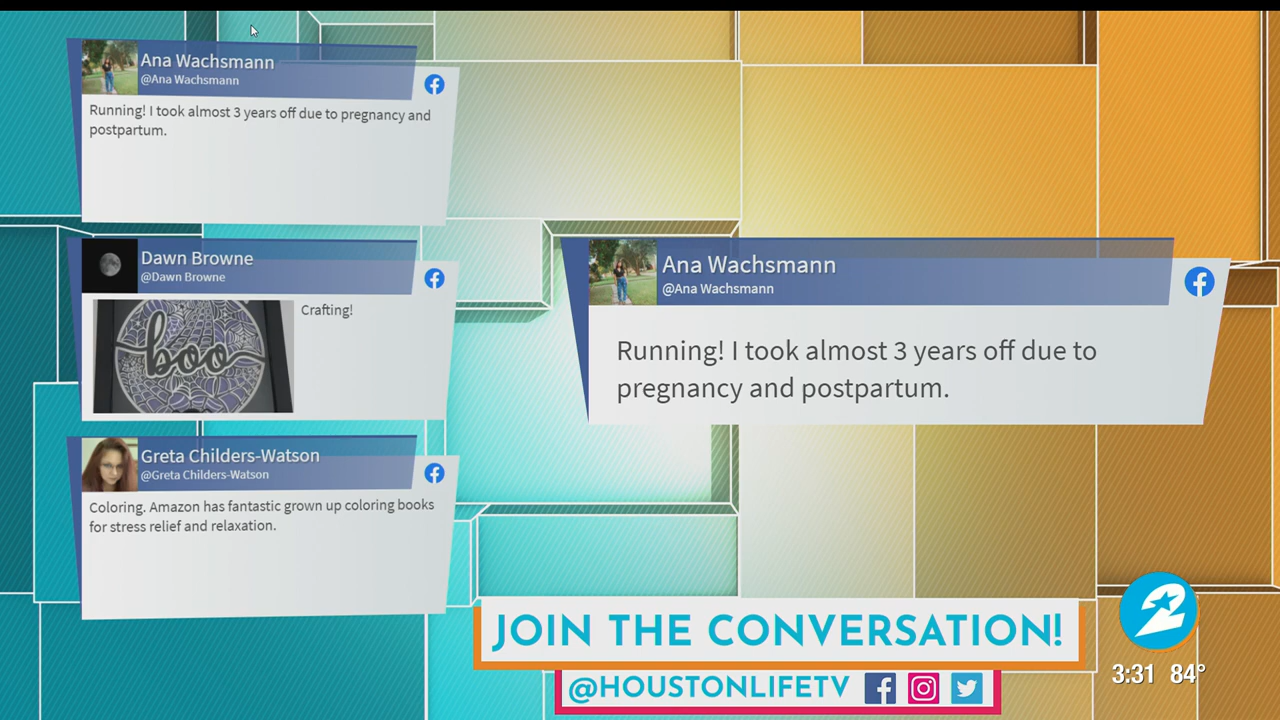 Ana Wachsmann
@Ana Wachsmann
Running! I took almost 3 years off due to pregnancy and
postpartum.
Dawn Browne
@Dawn Browne
boo
Crafting!
Greta Childers-Watson
@Greta Childers-Watson
Coloring. Amazon has fantastic grown up coloring books
for stress relief and relaxation.
Ana Wachsmann
@Ana Wachsmann
Running! I took almost 3 years off due to
pregnancy and postpartum.
JOIN THE CONVERSATION!
@HOUSTONLIFETV
2
3:31 84°